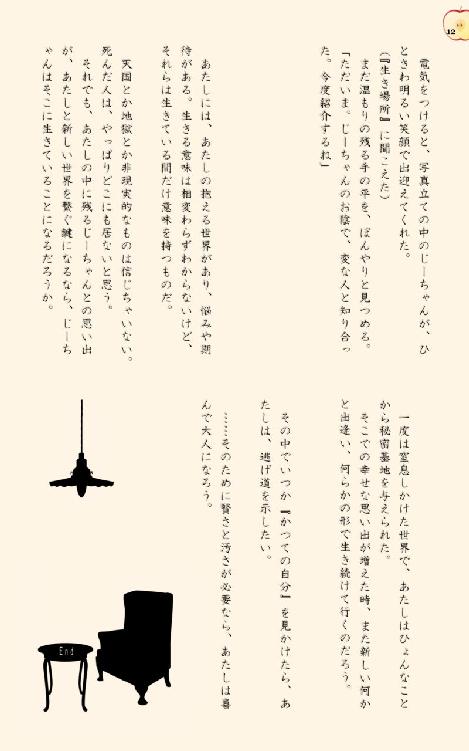 12
電気をつけると、写真立ての中のじーちゃんが、ひ
ときわ明るい笑顔で出迎えてくれた。
（『生き場所』に聞こえた）
まだ温もりの残る手の平を、ぼんやりと見つめる。
「ただいま。じーちゃんのお陰で、変な人と知り合っ
た。今度紹介するね」
あたしには、あたしの抱える世界があり、悩みや期
待がある。生きる意味は相変わらずわからないけど、
それらは生きている間だけ意味を持つものだ。
天国とか地獄とか非現実的なものは信じちゃいない。
死んだ人は、やっぱりどこにも居ないと思う。
それでも、あたしの中に残るじーちゃんとの思い出
が、あたしと新しい世界を繋ぐ鍵になるなら、じーち
ゃんはそこに生きていることになるだろうか。
一度は窒息しかけた世界で、あたしはひょんなこと
から秘密基地を与えられた。
そこでの幸せな思い出が増えた時、また新しい何か
と出逢い、何らかの形で生き続けて行くのだろう。
その中でいつか『かつての自分』を見かけたら、あ
たしは、逃げ道を示したい。
……そのために賢さと汚さが必要なら、あたしは喜
んで大人になろう。
End